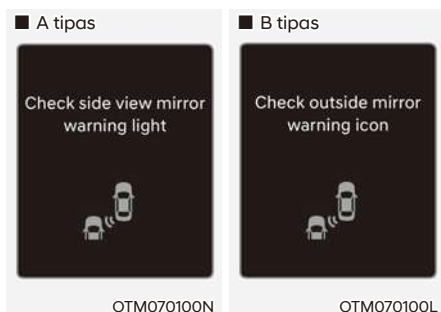 ■ A tipas
Check side view mirror
warning light
OTM070100N
■ B tipas
Check outside mirror
warning icon
OTM070100L